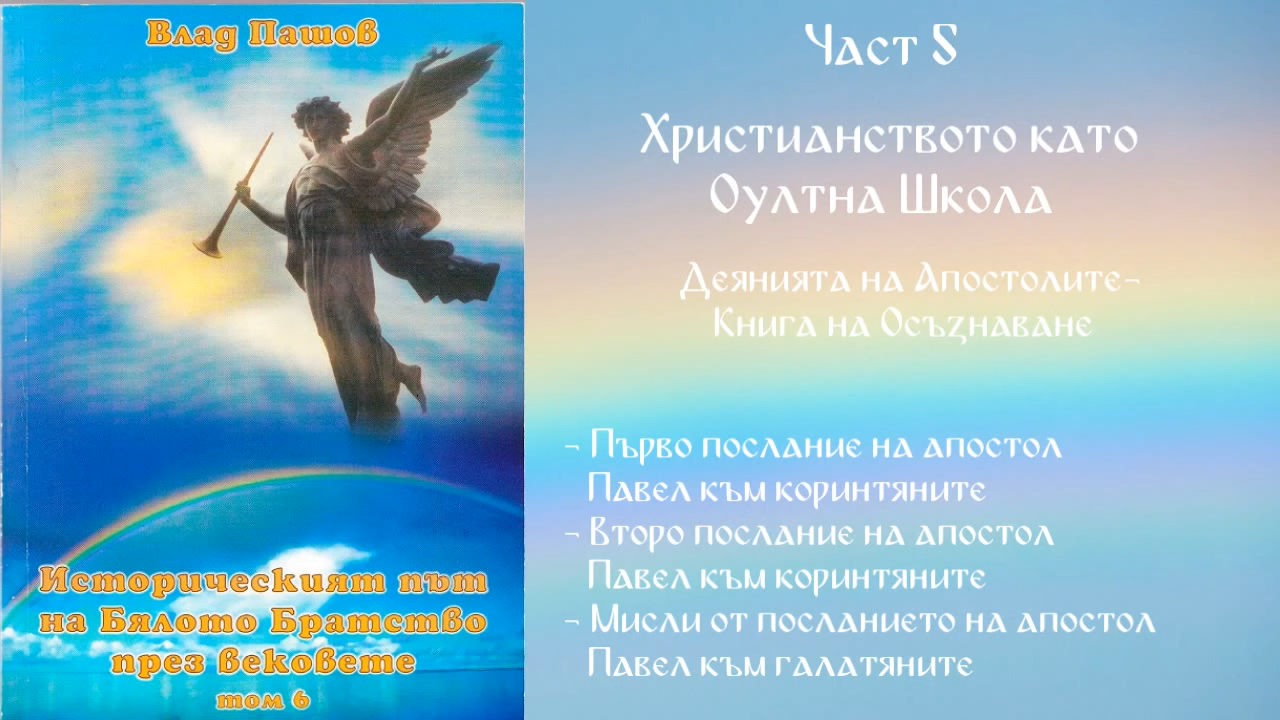 Влад Пашов
Историческият път
на Бялото Братство
през вековете
том 6
Част 5
Християнството като
Оултна Школа
Деянията на Апостолите-
Книга на Осъзнаване
- Първо послание на апостол
Павел към коринтяните
- Второ послание на апостол
Павел към коринтяните
- Мисли от посланието на апостол
Павел към галатяните